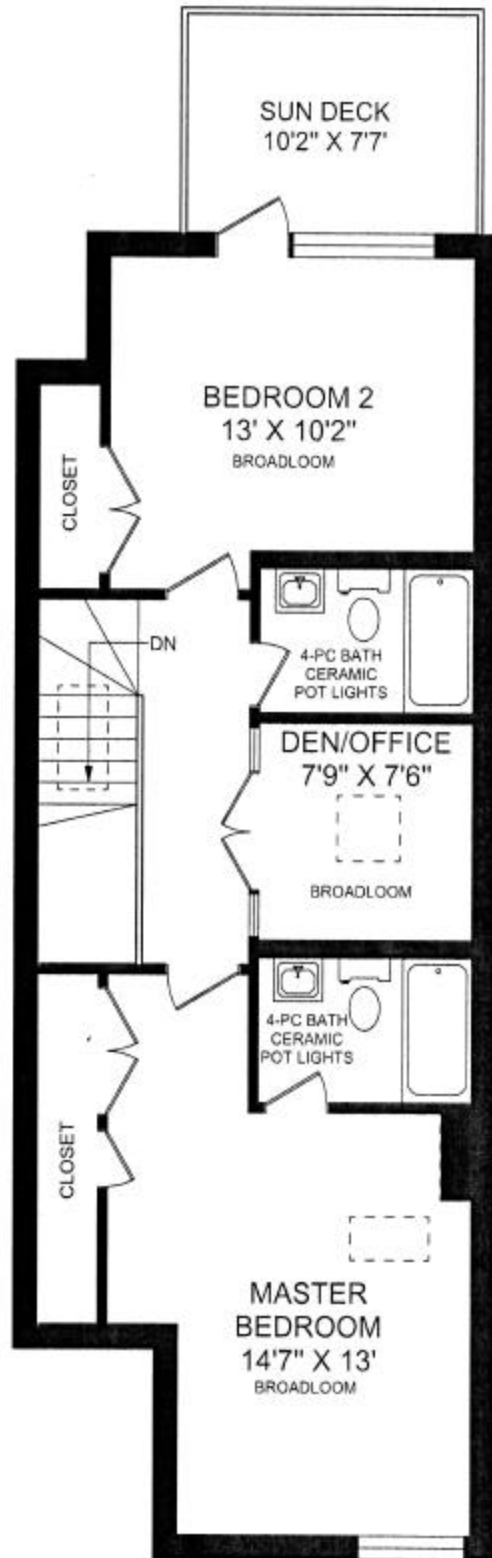 SUN DECK
10'2" X 7'7'
BEDROOM 2
13' X 10'2"
BROADLOOM
CLOSET
DN
4-PC BATH
CERAMIC
POT LIGHTS
DEN/OFFICE
7'9" X 7'6"
BROADLOOM
4-PC BATH
CERAMIC
POT LIGHTS
CLOSET
MASTER
BEDROOM
14'7" X 13'
BROADLOOM